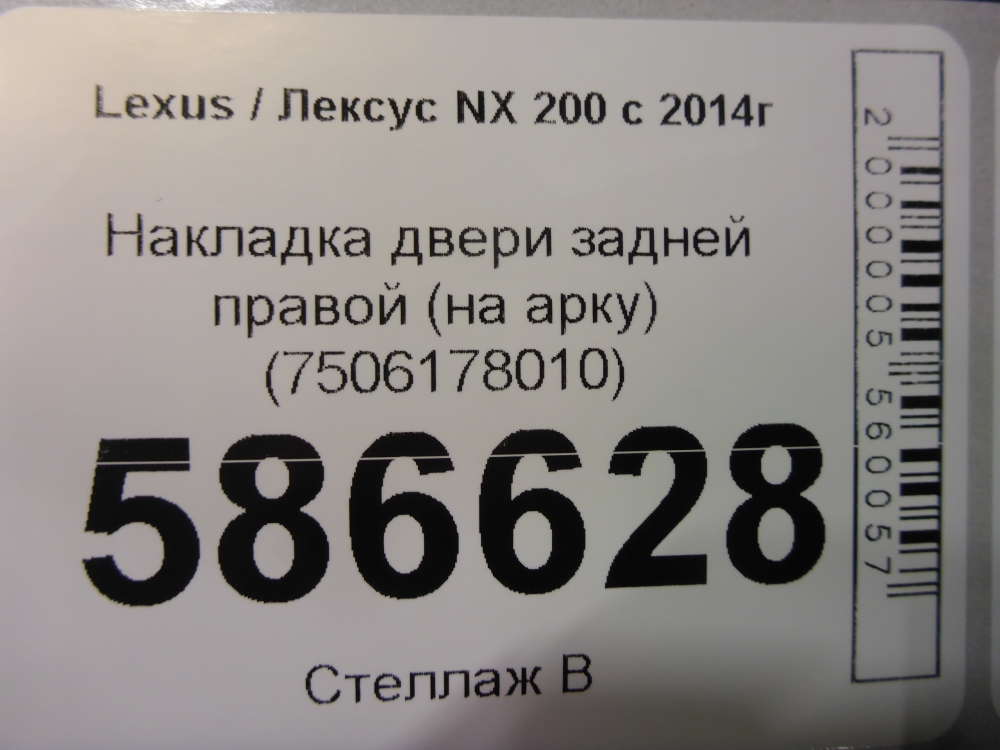 Lexus / Лексус NX 200 с 2014г
Накладка двери задней
правой (на арку)
(7506178010)
586628
Стеллаж В
2000005560057